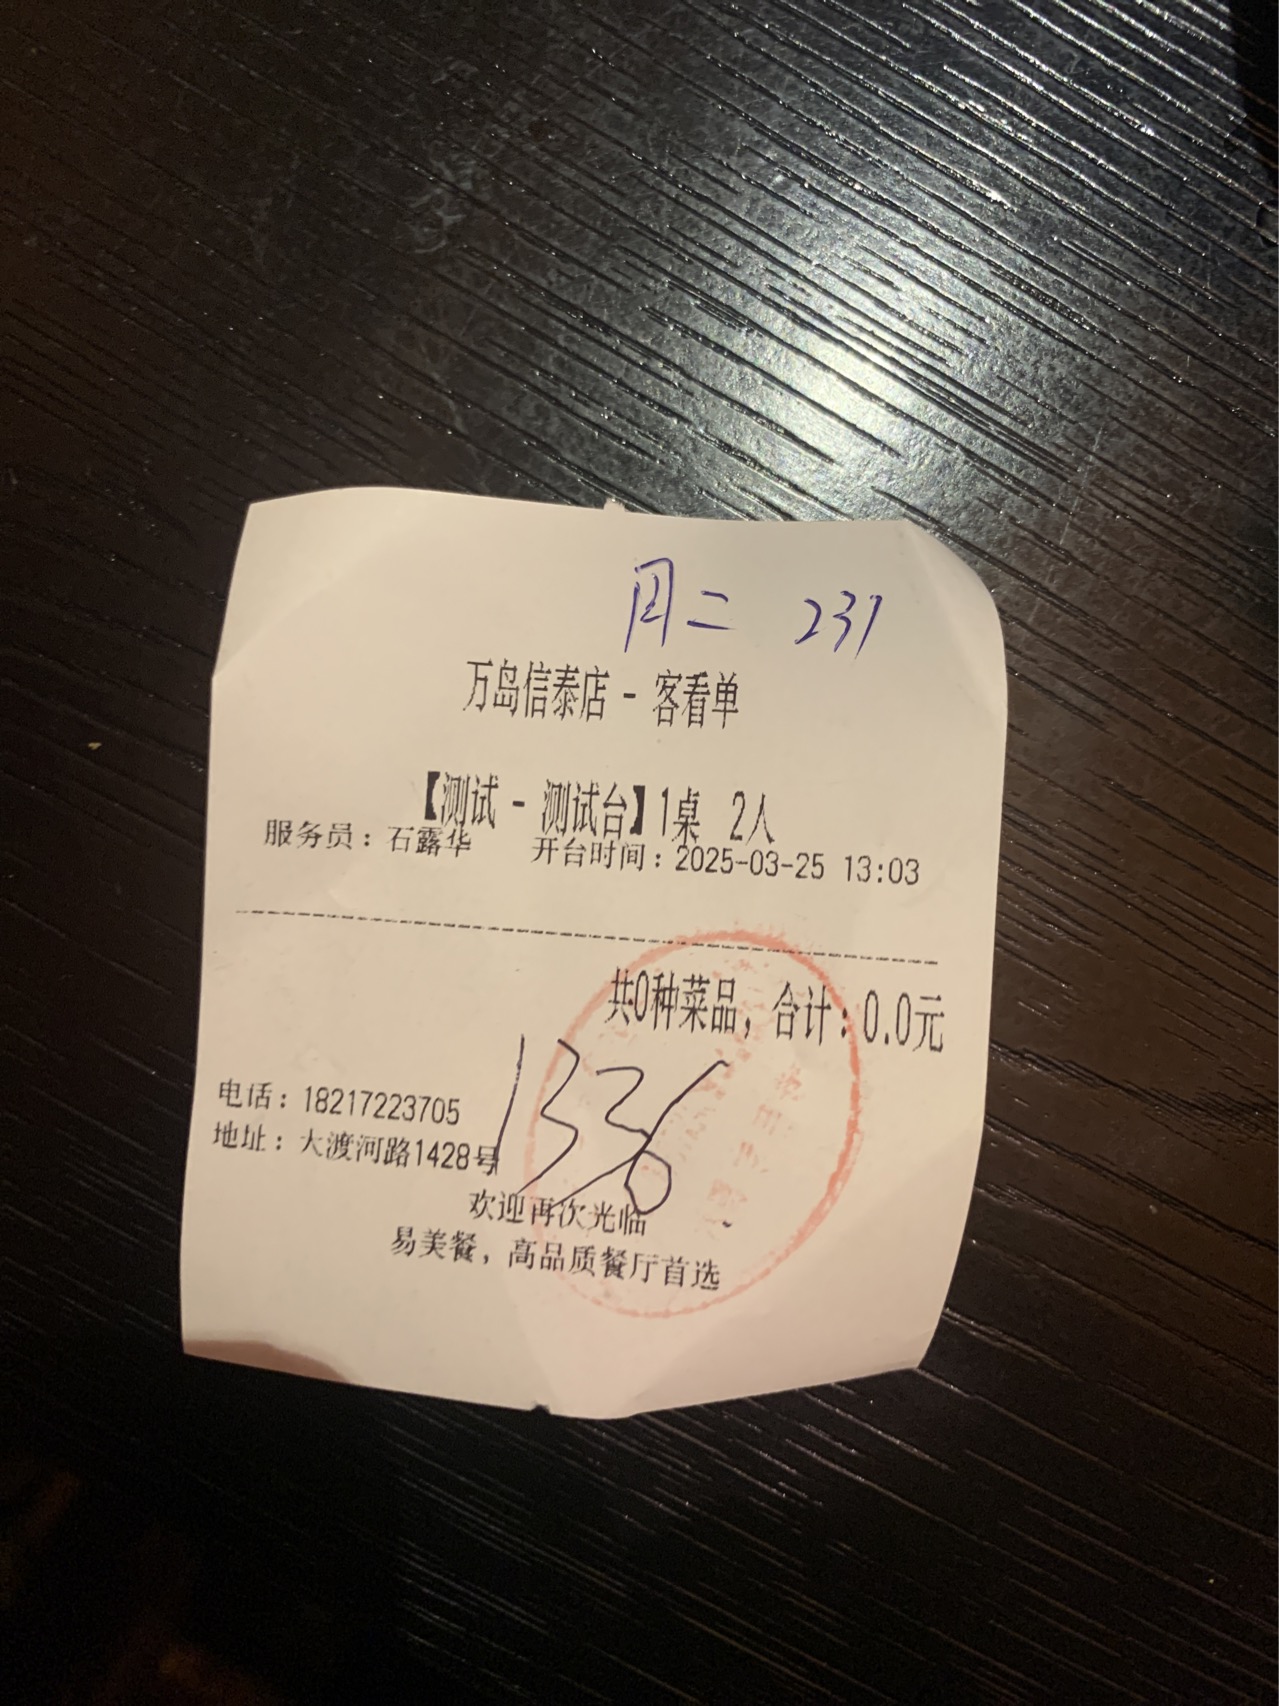 周二 231
万岛信泰店 - 客看单
【测试 - 测试台】1桌 2人
服务员：石露华 开台时间：2025-03-25 13:03
共0种菜品，合计：0.0元
1336
电话：18217223705
地址：大渡河路1428号
欢迎再次光临
易美餐，高品质餐厅首选